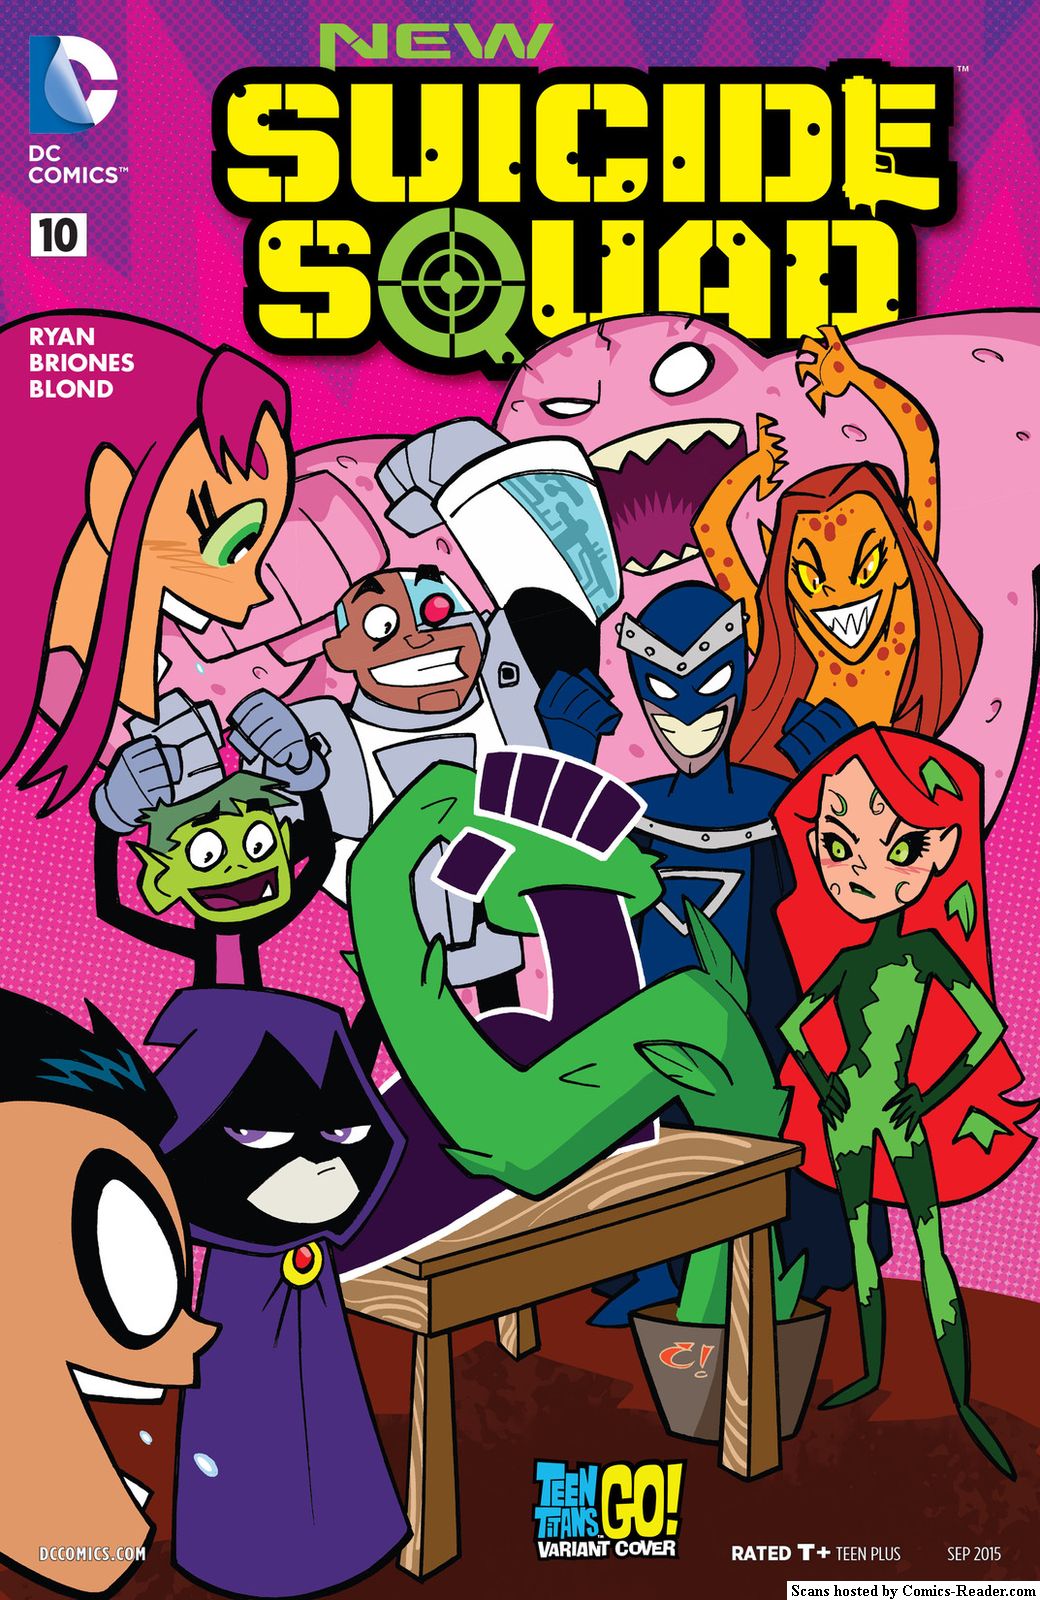 NEW
SUICIDE
SQUAD™
DC
COMICS™
10
RYAN
BRIONES
BLOND
TEEN
TITANS
GO!
VARIANT COVER
DCCOMICS.COM
RATED T+ TEEN PLUS
SEP 2015
Scans hosted by Comics-Reader.com